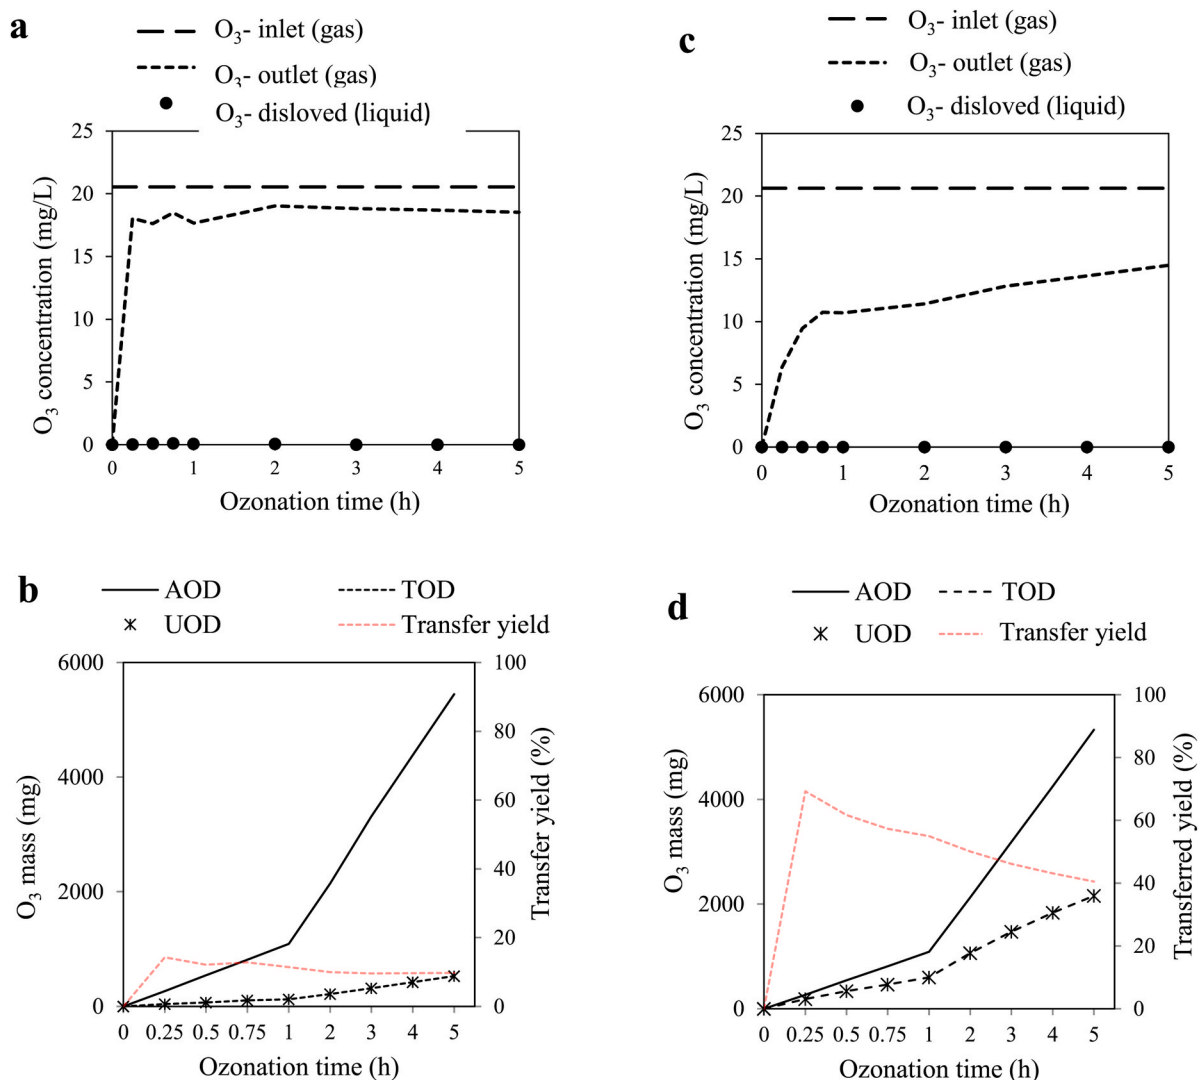 a
O₃- inlet (gas)
O₃- outlet (gas)
O₃- disloved (liquid)
25
20
15
10
5
0
O₃ concentration (mg/L)
0 1 2 3 4 5
Ozonation time (h)
c
O₃- inlet (gas)
O₃- outlet (gas)
O₃- disloved (liquid)
25
20
15
10
5
0
O₃ concentration (mg/L)
0 1 2 3 4 5
Ozonation time (h)
b
AOD TOD
UOD Transfer yield
6000
4000
2000
0
O₃ mass (mg)
100
80
60
40
20
0
Transfer yield (%)
0 0.25 0.5 0.75 1 2 3 4 5
Ozonation time (h)
d
AOD TOD
UOD Transfer yield
6000
4000
2000
0
O₃ mass (mg)
100
80
60
40
20
0
Transferred yield (%)
0 0.25 0.5 0.75 1 2 3 4 5
Ozonation time (h)